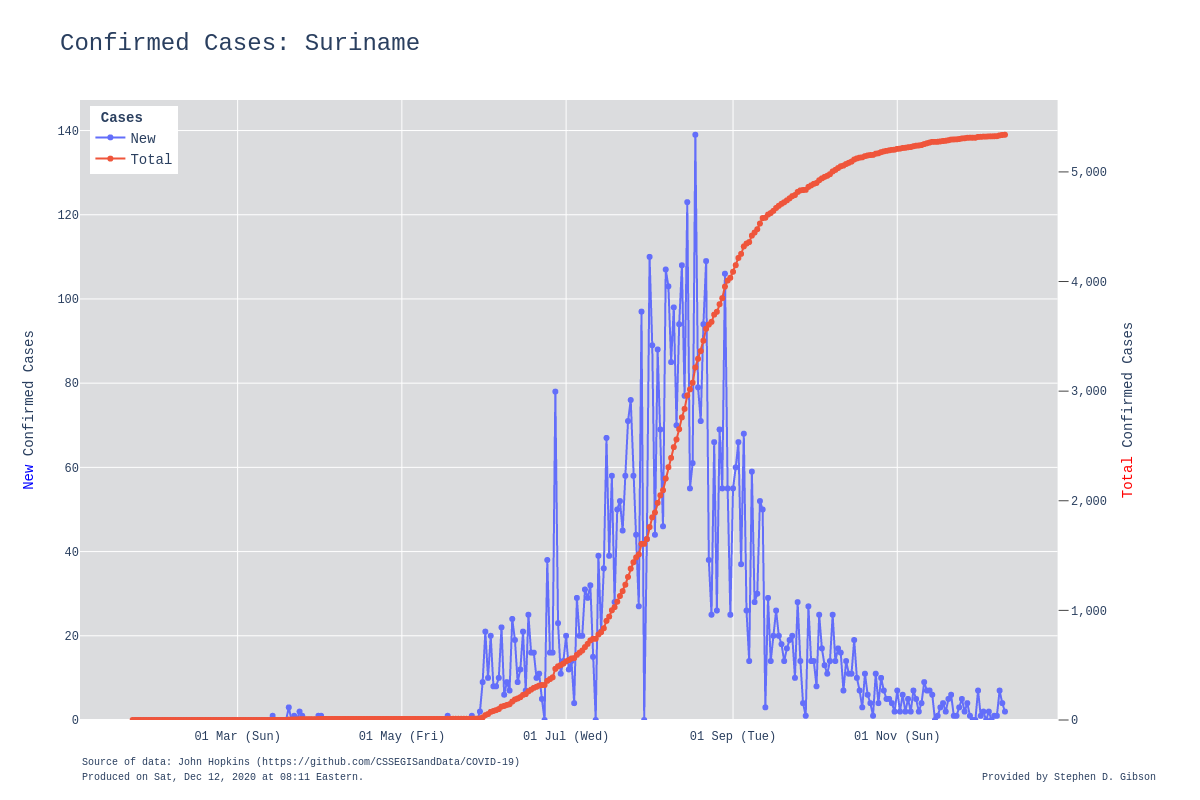 Confirmed Cases: Suriname
Cases
New
Total
140
120
100
80
60
40
20
0
5,000
4,000
3,000
2,000
1,000
0
New Confirmed Cases
Total Confirmed Cases
01 Mar (Sun)
01 May (Fri)
01 Jul (Wed)
01 Sep (Tue)
01 Nov (Sun)
Source of data: John Hopkins (https://github.com/CSSEGISandData/COVID-19)
Produced on Sat, Dec 12, 2020 at 08:11 Eastern.
Provided by Stephen D. Gibson